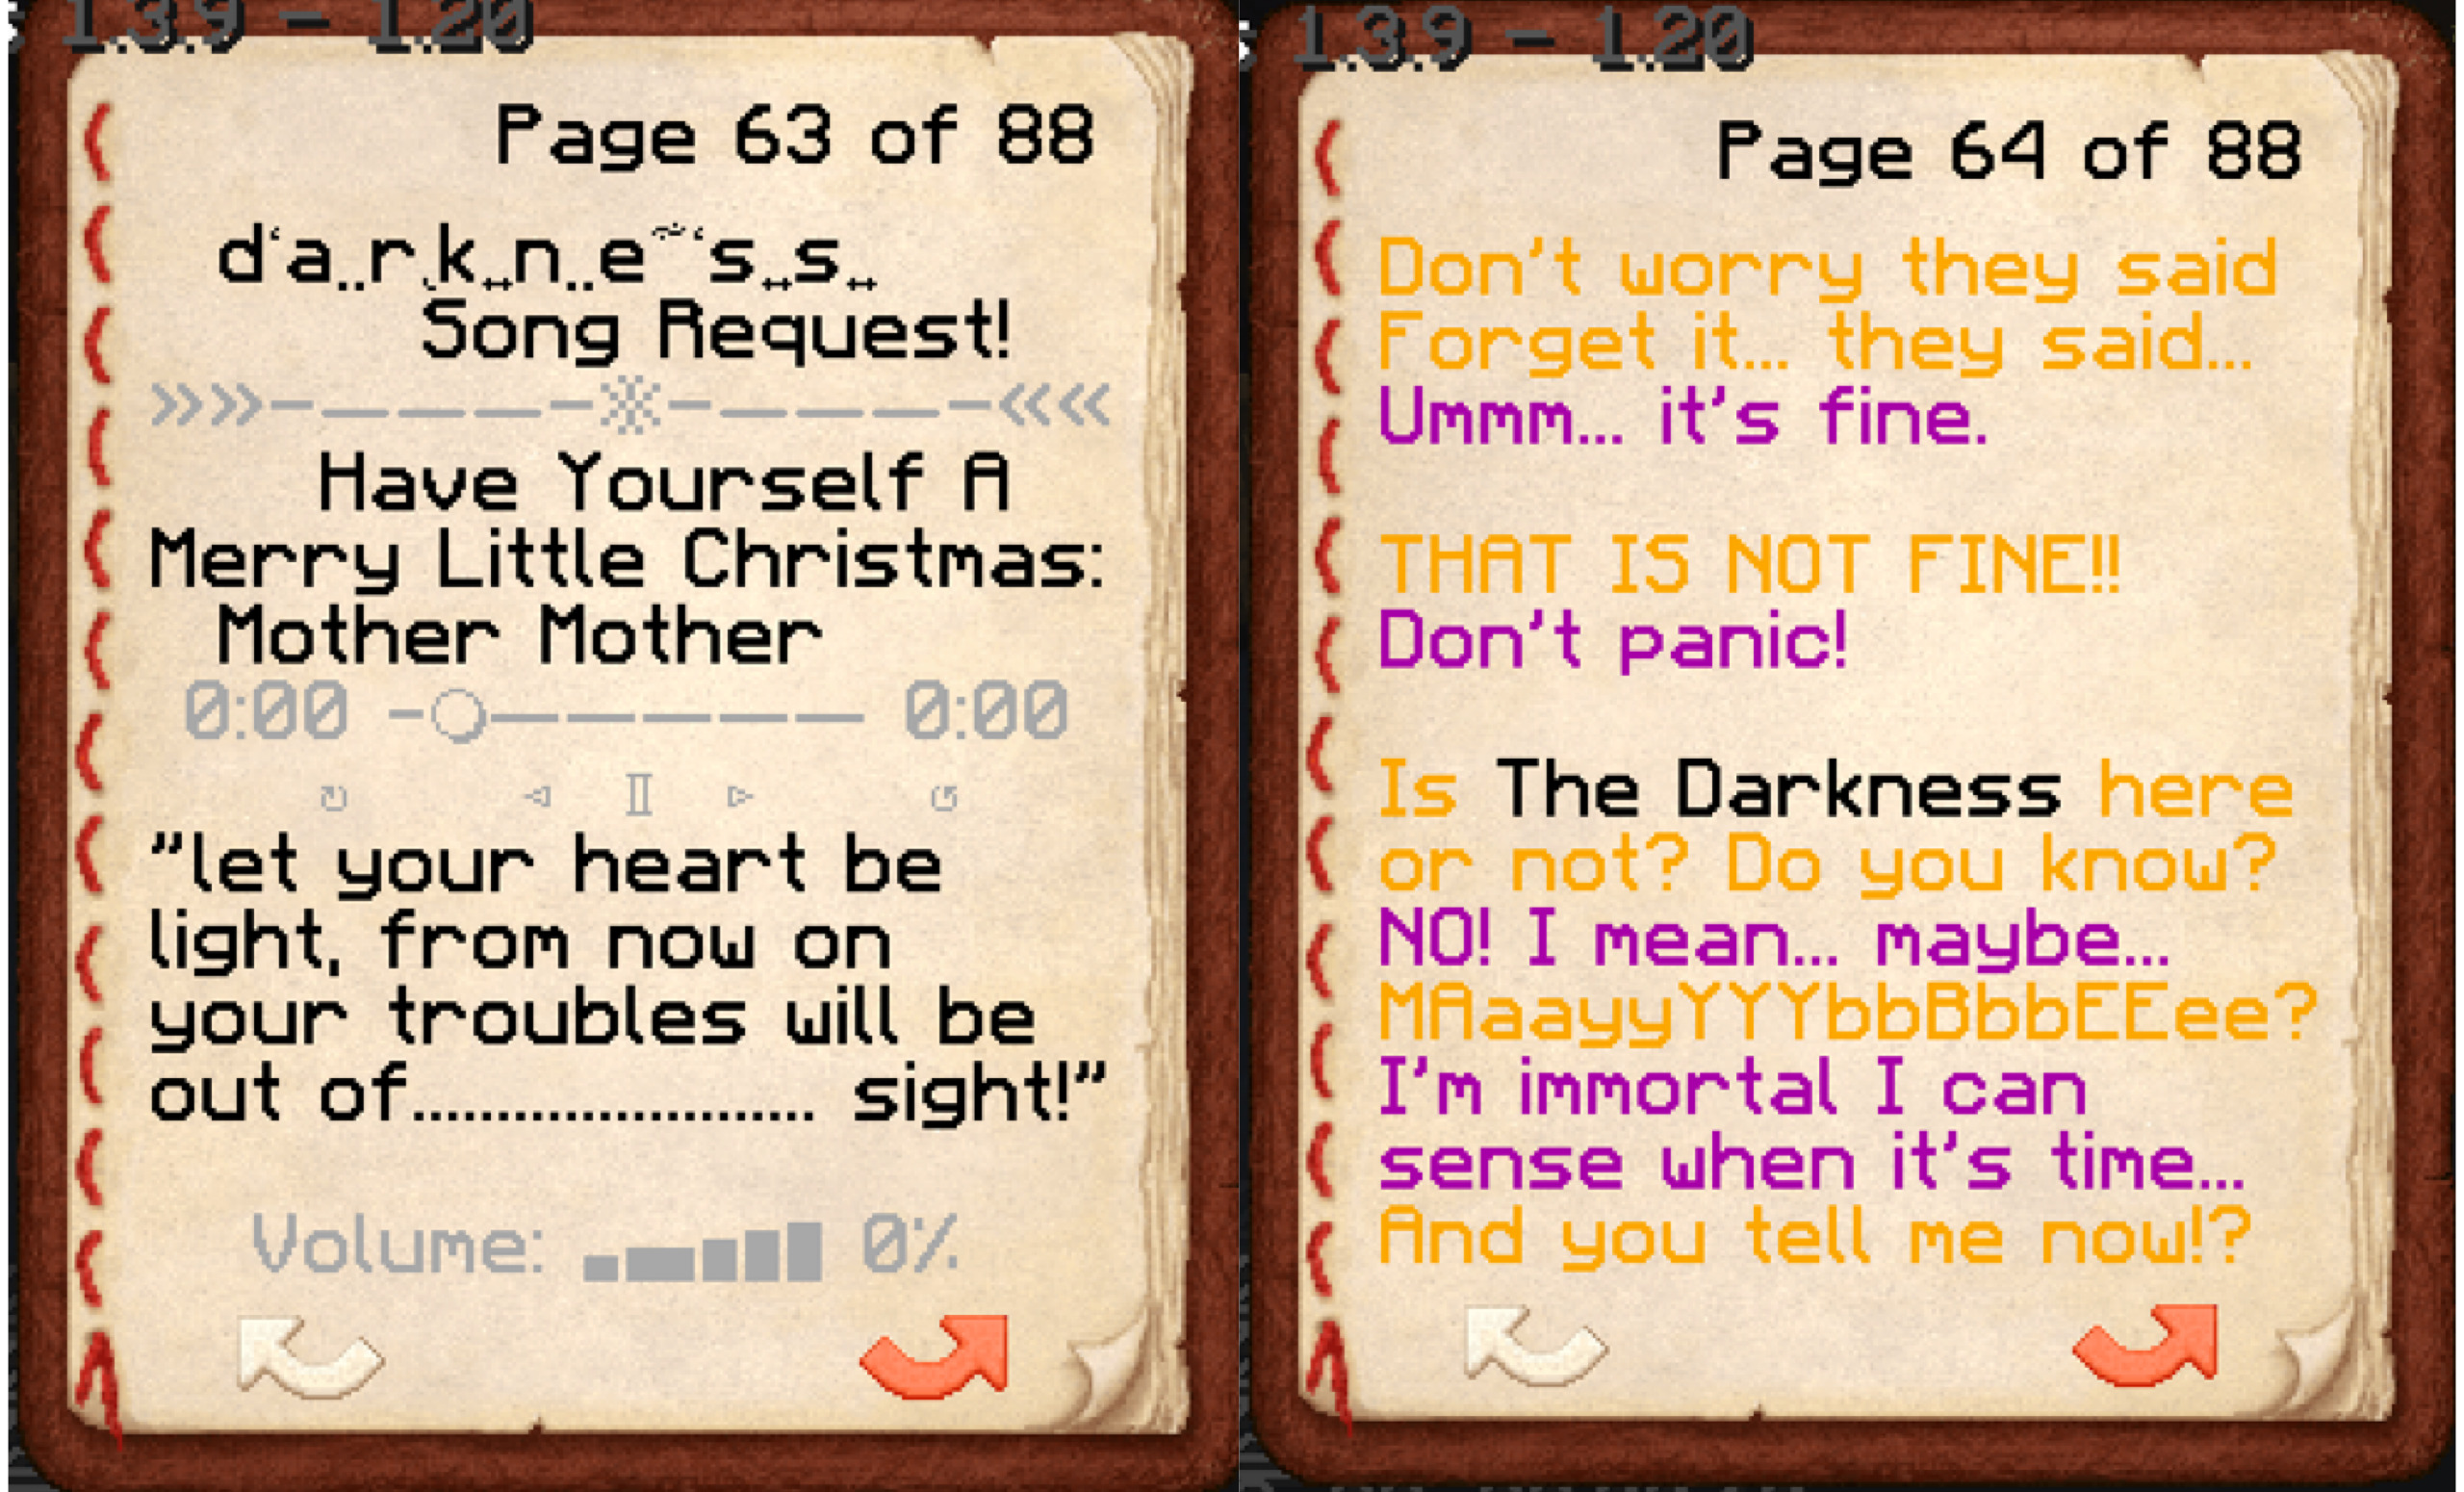 1.3.9 - 1.20
Page 63 of 88
d‘a..r.k..n..e~‘s..s..
Song Request!
»»-———-※-———-««
Have Yourself A
Merry Little Christmas:
Mother Mother
0:00 -○————— 0:00
↻ ◁ II ▷ ↺
"let your heart be
light, from now on
your troubles will be
out of........................ sight!"
Volume: ▁▂▃▄▅ 0%
1.3.9 - 1.20
Page 64 of 88
Don't worry they said
Forget it... they said...
Ummm... it's fine.
THAT IS NOT FINE!!
Don't panic!
Is The Darkness here
or not? Do you know?
NO! I mean... maybe...
MAaayyYYYbbBbbEEee?
I'm immortal I can
sense when it's time...
And you tell me now!?